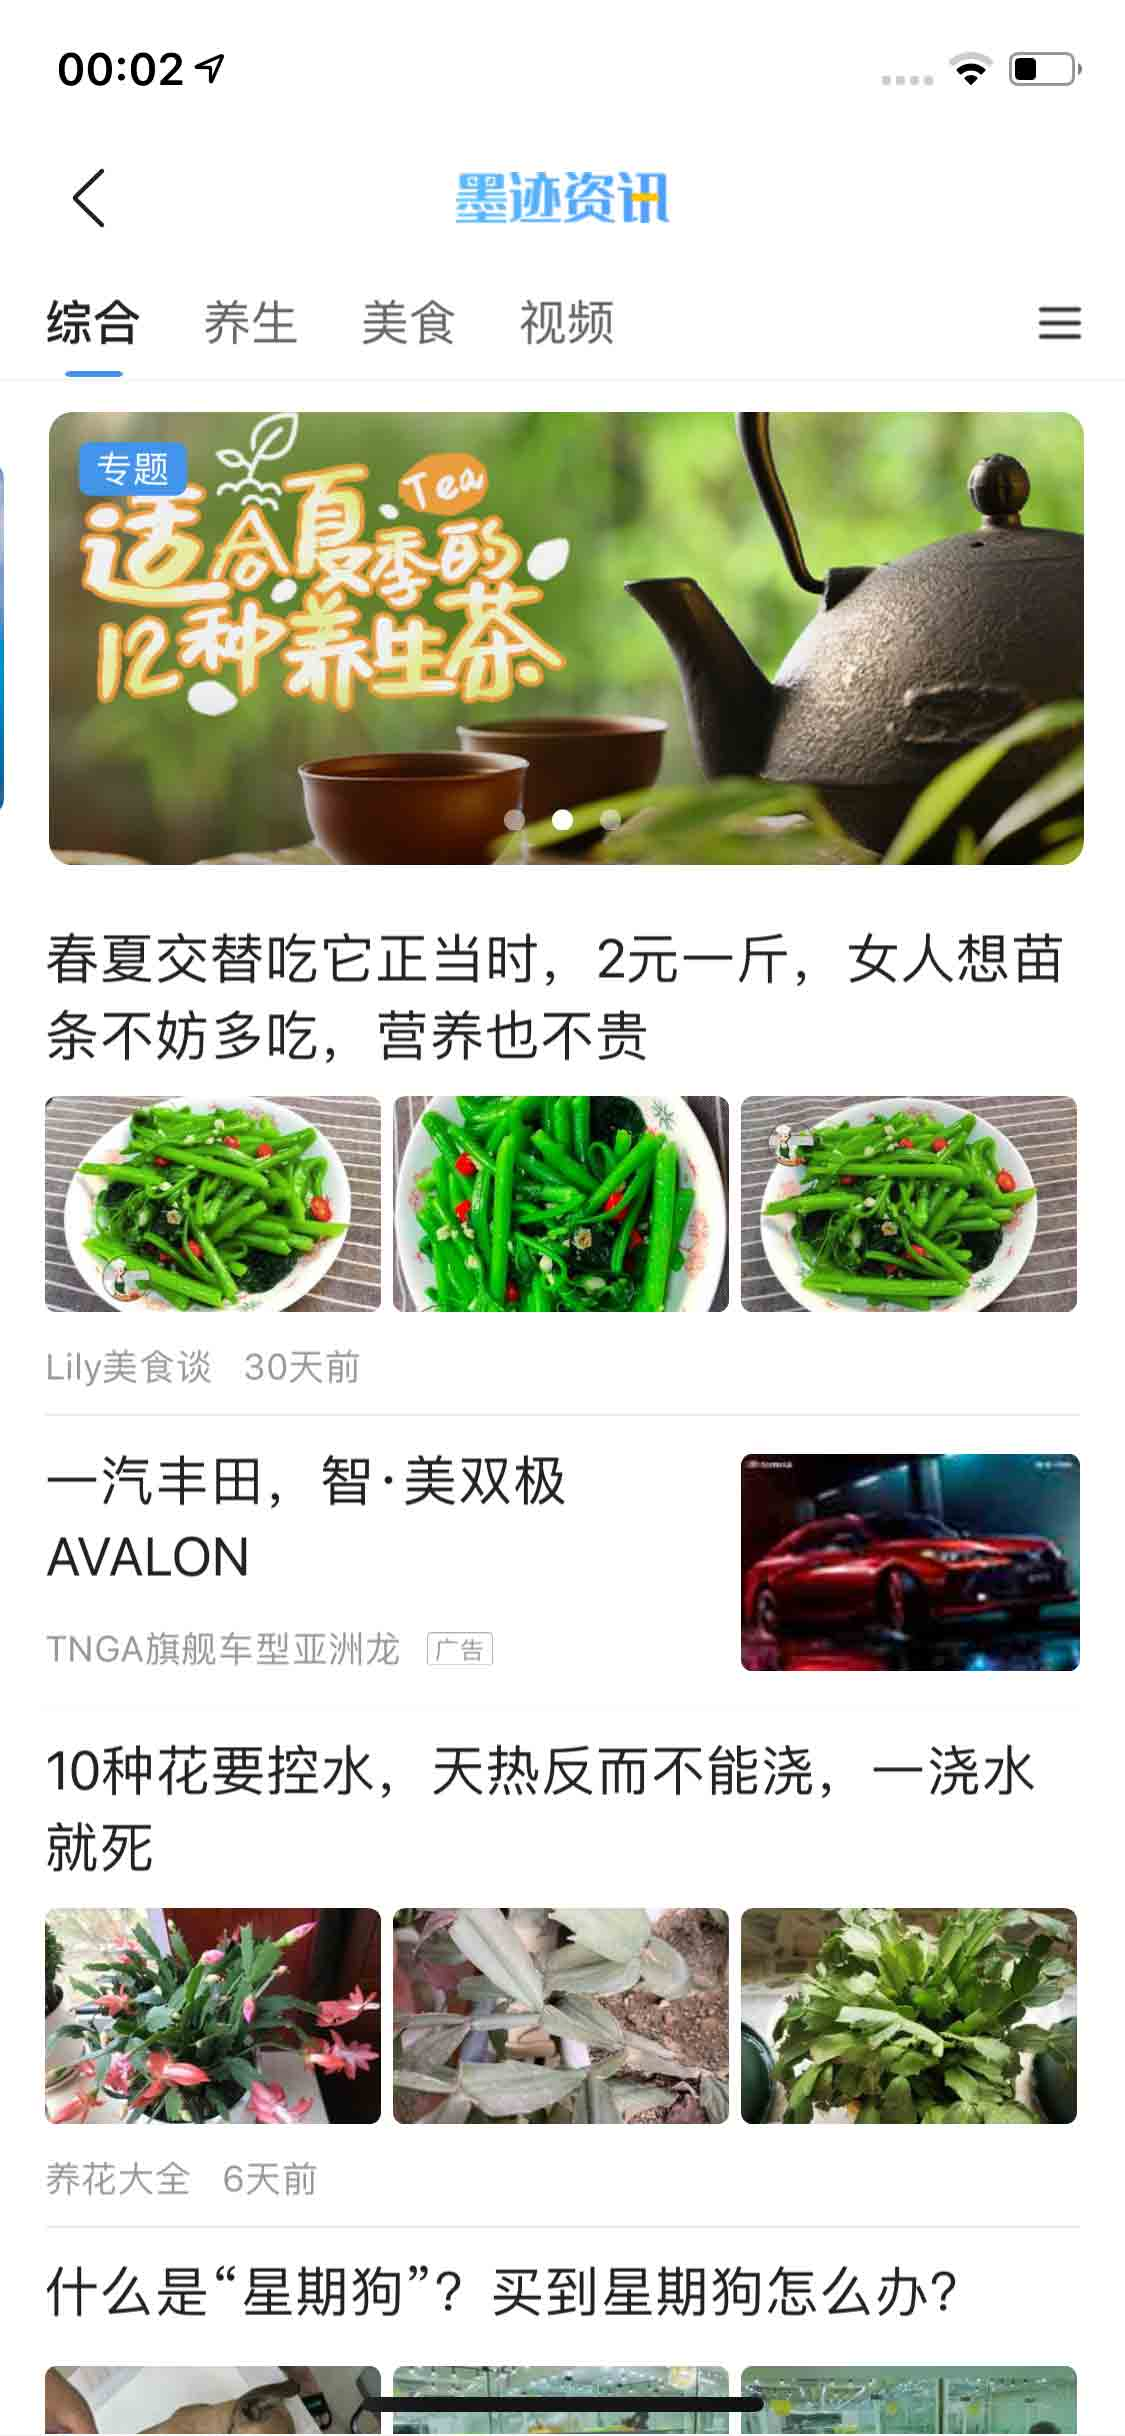 00:02
墨迹资讯
综合 养生 美食 视频
专题
Tea
适合夏季的
12种养生茶
春夏交替吃它正当时，2元一斤，女人想苗
条不妨多吃，营养也不贵
Lily美食谈 30天前
一汽丰田，智·美双极
AVALON
TNGA旗舰车型亚洲龙 广告
10种花要控水，天热反而不能浇，一浇水
就死
养花大全 6天前
什么是“星期狗”？买到星期狗怎么办？